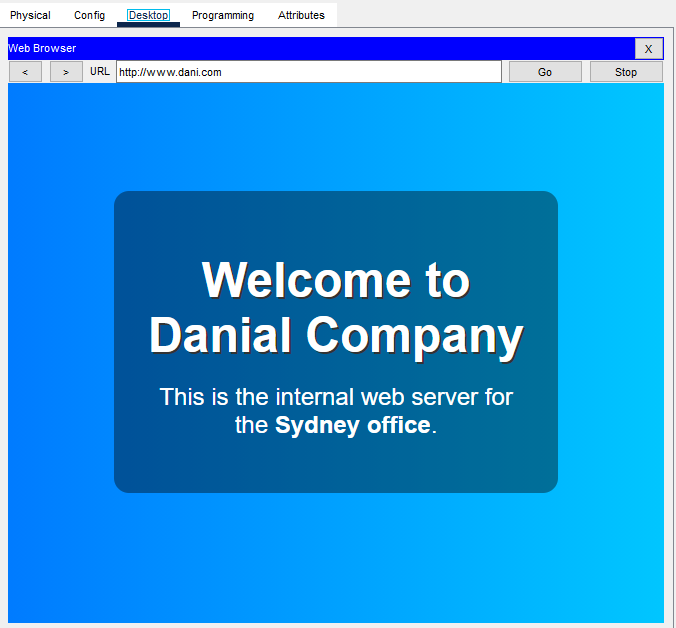 Physical Config Desktop Programming Attributes
Web Browser X
< > URL http://www.dani.com Go Stop
Welcome to
Danial Company
This is the internal web server for
the Sydney office.